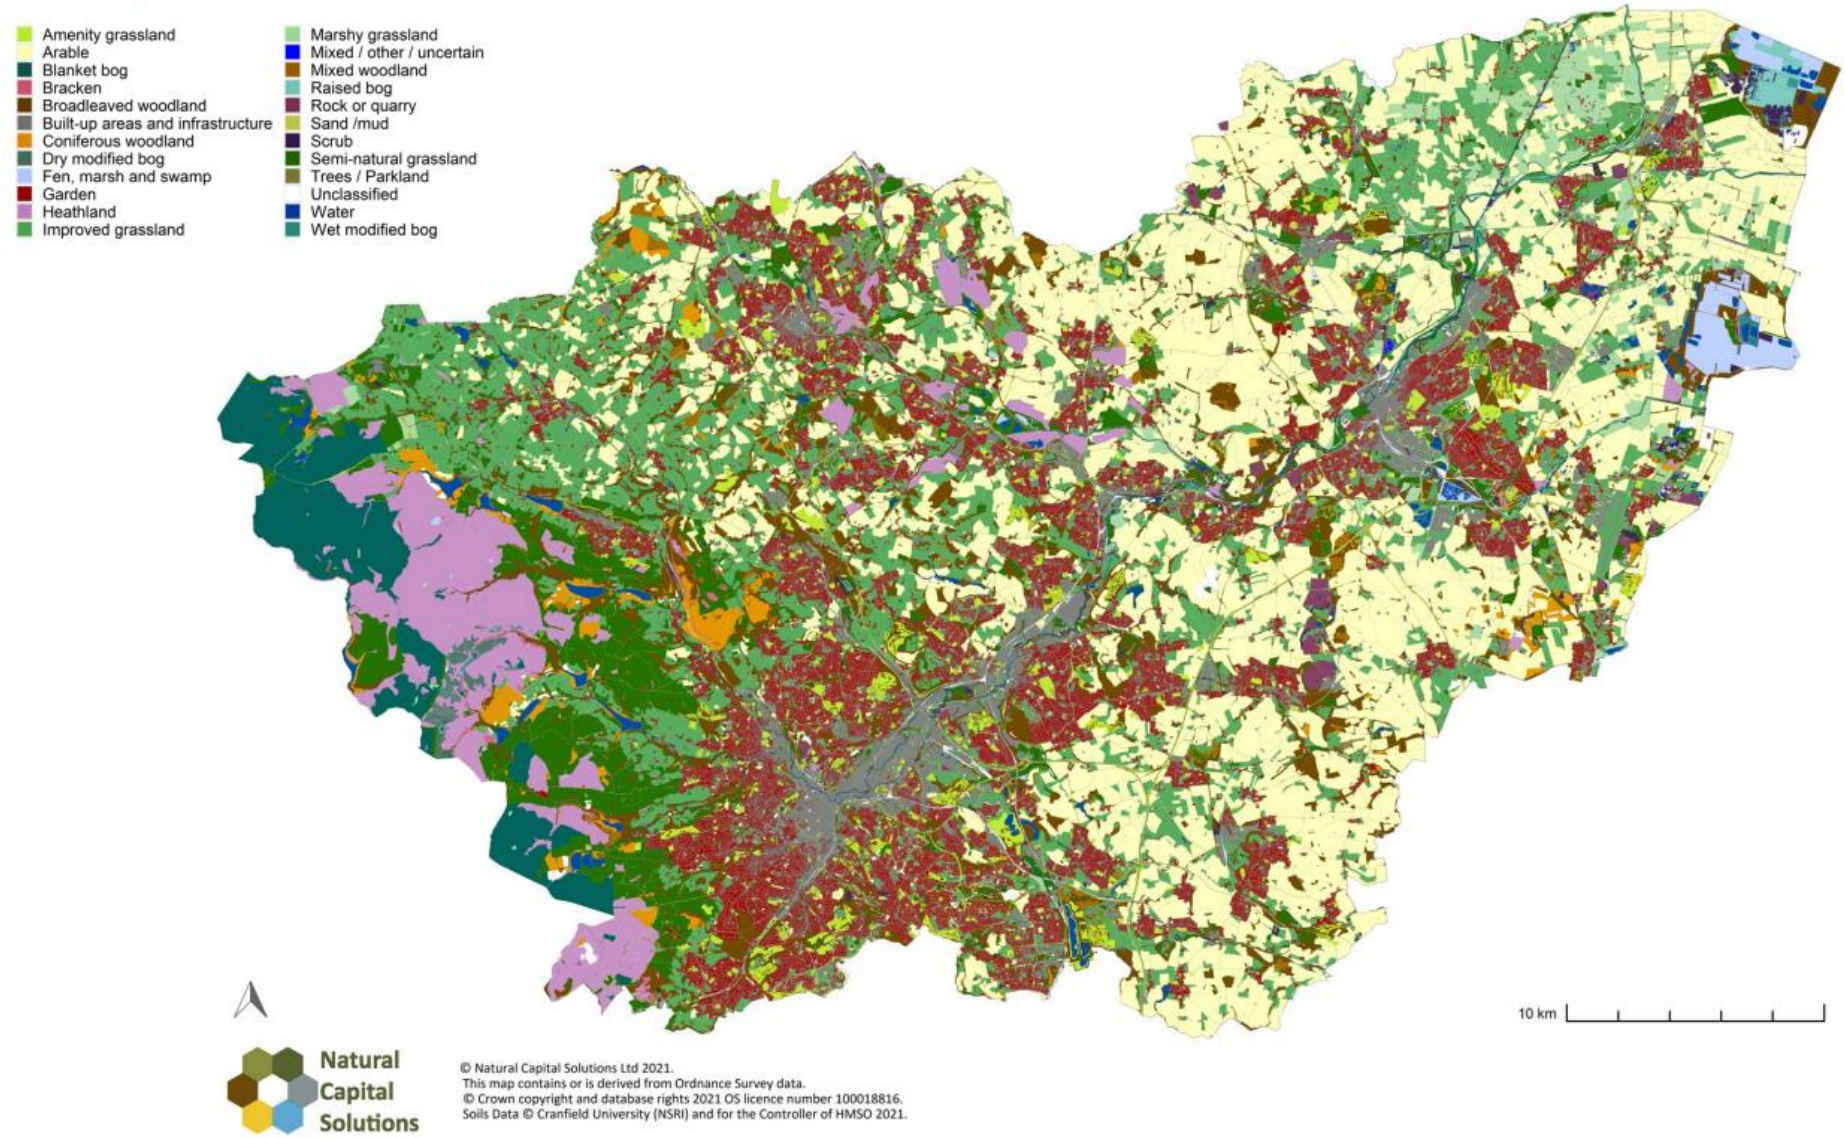 Amenity grassland
Arable
Blanket bog
Bracken
Broadleaved woodland
Built-up areas and infrastructure
Coniferous woodland
Dry modified bog
Fen, marsh and swamp
Garden
Heathland
Improved grassland
Marshy grassland
Mixed / other / uncertain
Mixed woodland
Raised bog
Rock or quarry
Sand /mud
Scrub
Semi-natural grassland
Trees / Parkland
Unclassified
Water
Wet modified bog
10 km
Natural
Capital
Solutions
© Natural Capital Solutions Ltd 2021.
This map contains or is derived from Ordnance Survey data.
© Crown copyright and database rights 2021 OS licence number 100018816.
Soils Data © Cranfield University (NSRI) and for the Controller of HMSO 2021.